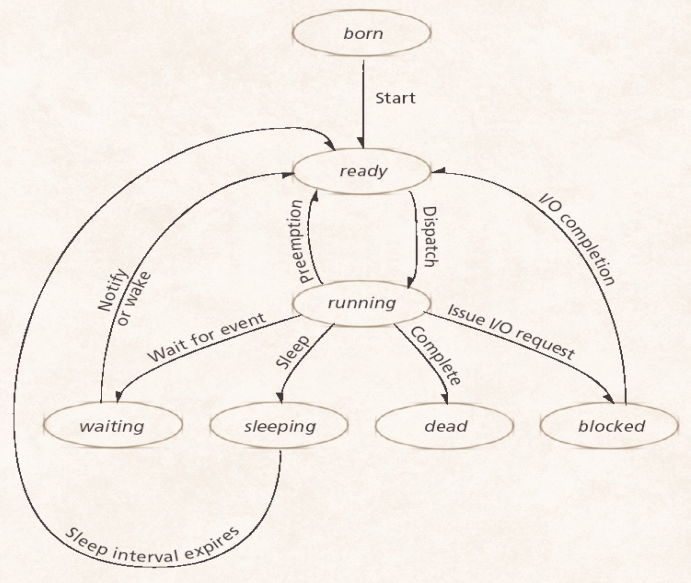 born
Start
ready
Preemption
Dispatch
I/O completion
Notify
or wake
running
Wait for event
Sleep
Complete
Issue I/O request
waiting
sleeping
dead
blocked
Sleep interval expires